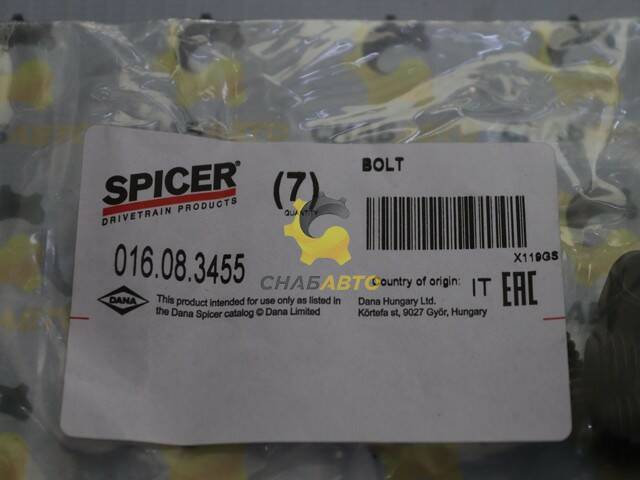 SPICER®
DRIVETRAIN PRODUCTS
(7)
QUANTITY
BOLT
X119GS
016.08.3455
СНАБАВТО
Country of origin: IT
EAC
DANA
This product intended for use only as listed in
the Dana Spicer catalog © Dana Limited
Dana Hungary Ltd.
Körtefa st, 9027 Győr, Hungary